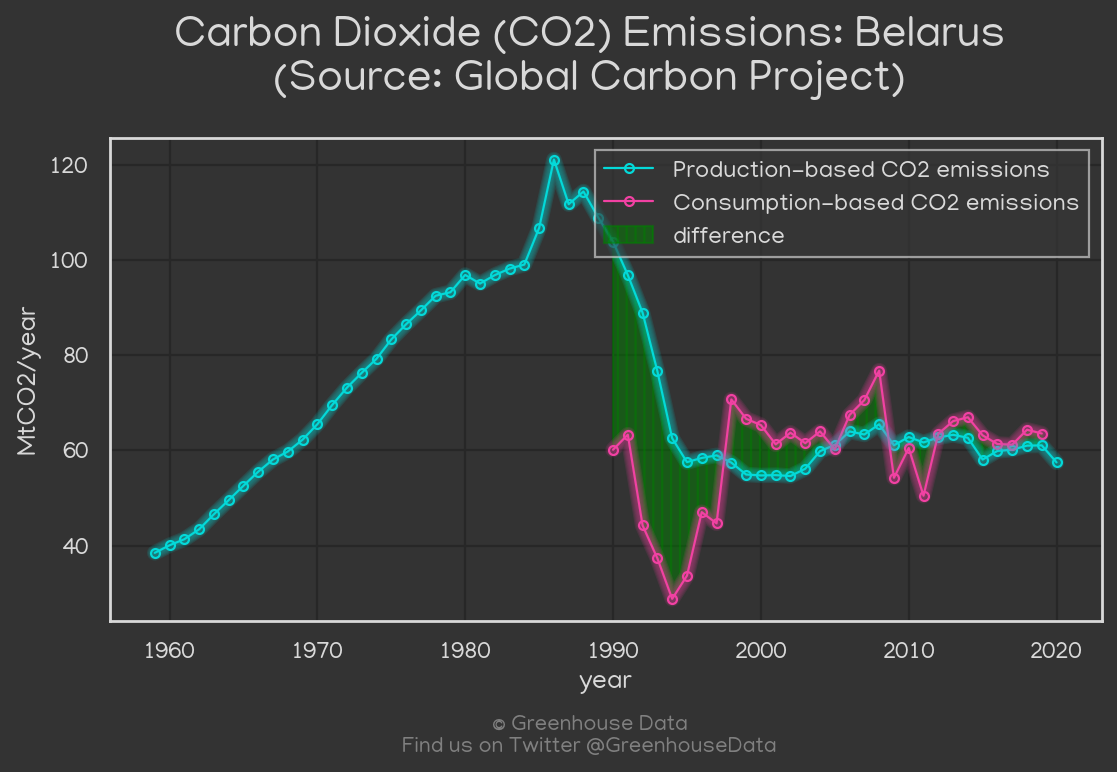 Carbon Dioxide (CO2) Emissions: Belarus
(Source: Global Carbon Project)
120
100
80
60
40
MtCO2/year
Production-based CO2 emissions
Consumption-based CO2 emissions
difference
1960 1970 1980 1990 2000 2010 2020
year
© Greenhouse Data
Find us on Twitter @GreenhouseData